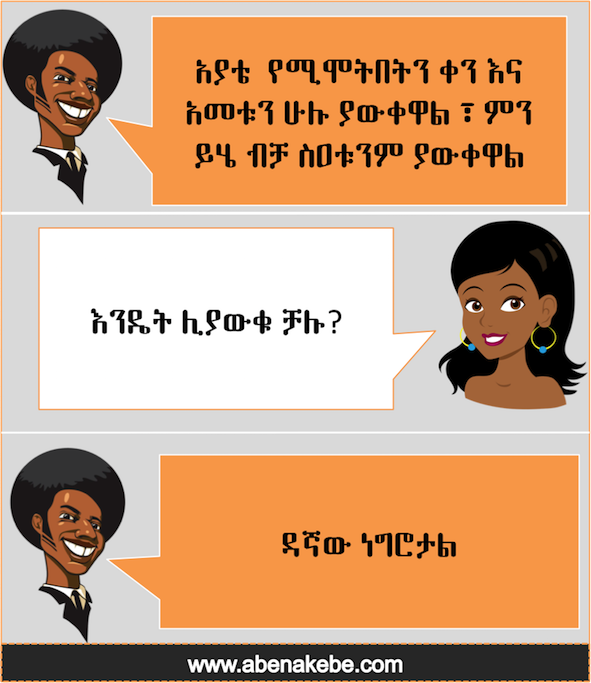 አያቴ የሚሞትበትን ቀን እና
አመቱን ሁሉ ያውቀዋል ፣ ምን
ይሄ ብቻ ስዐቱንም ያውቀዋል
እንዴት ሊያውቁ ቻሉ?
ዳኛው ነግሮታል
www.abenakebe.com